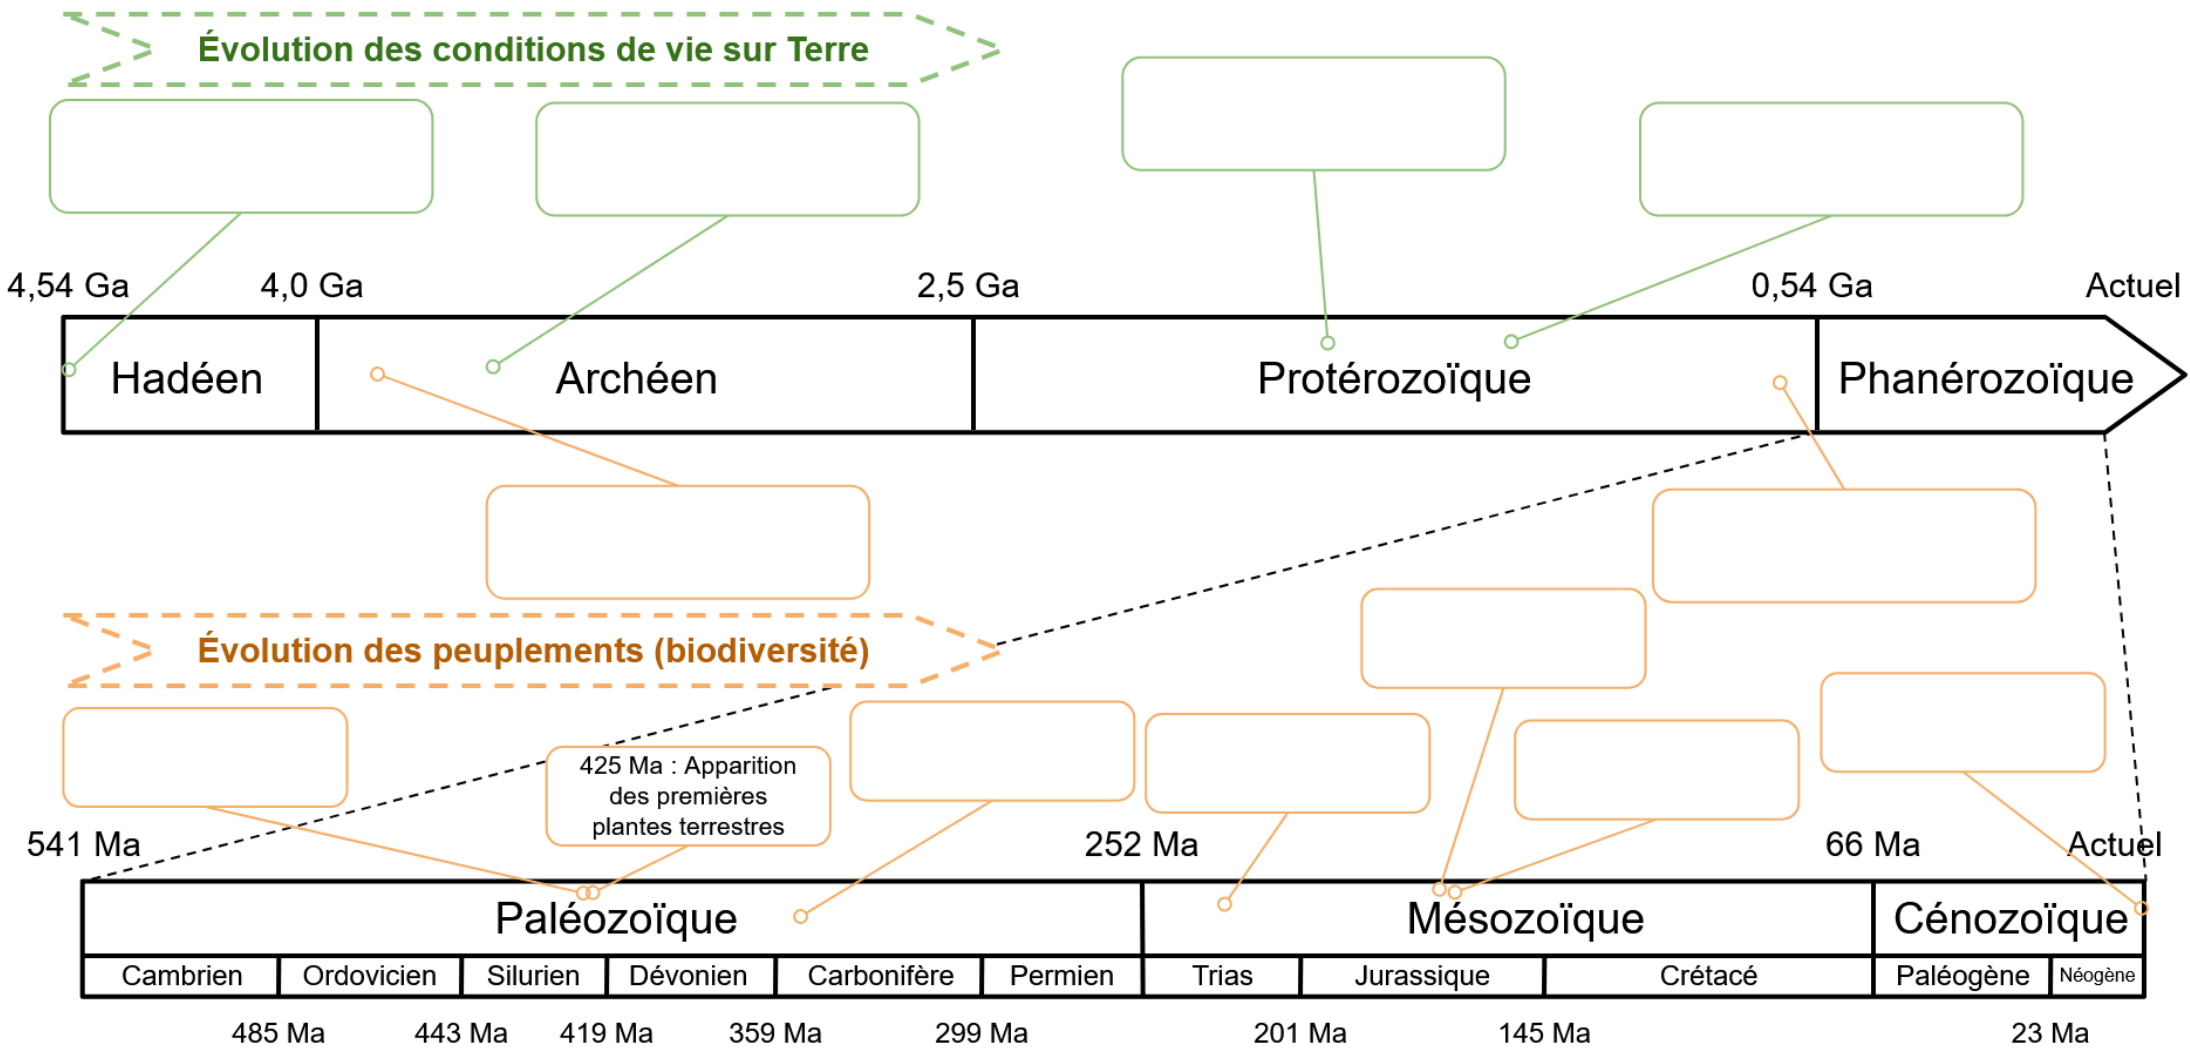 Évolution des conditions de vie sur Terre
4,54 Ga
4,0 Ga
2,5 Ga
0,54 Ga
Actuel
Hadéen
Archéen
Protérozoïque
Phanérozoïque
Évolution des peuplements (biodiversité)
425 Ma : Apparition
des premières
plantes terrestres
541 Ma
252 Ma
66 Ma
Actuel
Paléozoïque
Mésozoïque
Cénozoïque
Cambrien
Ordovicien
Silurien
Dévonien
Carbonifère
Permien
Trias
Jurassique
Crétacé
Paléogène
Néogène
485 Ma
443 Ma
419 Ma
359 Ma
299 Ma
201 Ma
145 Ma
23 Ma